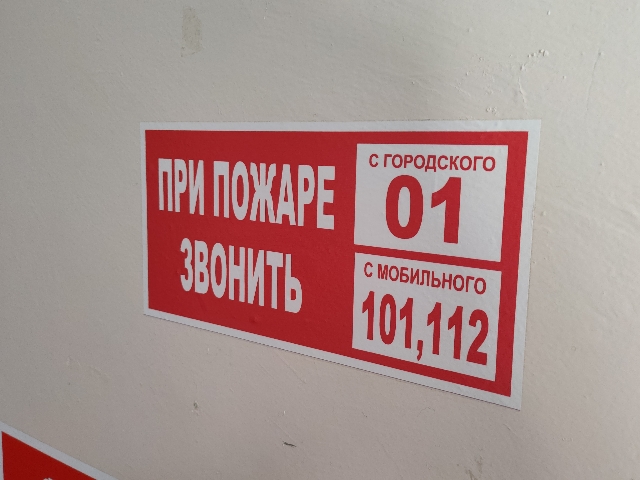 ПРИ ПОЖАРЕ
ЗВОНИТЬ
С ГОРОДСКОГО
01
С МОБИЛЬНОГО
101,112